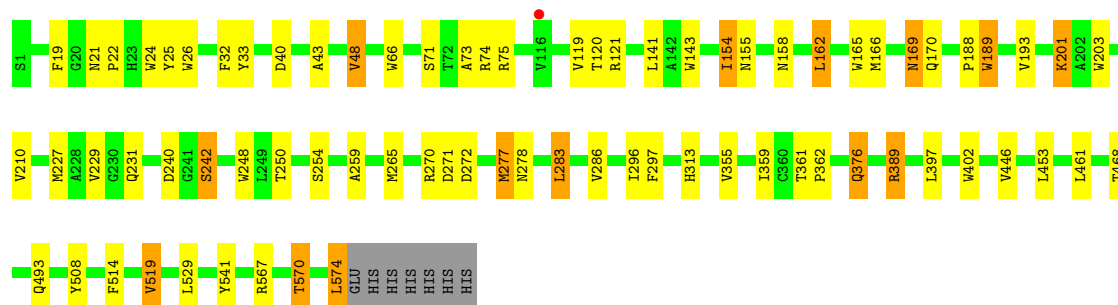 S1 F19 G20 N21 P22 H23 W24 Y25 W26 F32 Y33 D40 A43 V48 W66 S71 T72 A73 R74 R75 V116 V119 T120 R121 L141 A142 W143 I154 N155 N158 L162 W165 M166 N169 Q170 P188 W189 V193 K201 A202 W203
V210 M227 A228 V229 G230 Q231 D240 G241 S242 W248 L249 T250 S254 A259 M265 R270 D271 D272 M277 N278 L283 V286 I296 F297 H313 V355 I359 C360 T361 P362 Q376 R389 L397 W402 V446 L453 L461 T468
Q493 Y508 F514 V519 L529 Y541 R567 T570 L574 GLU HIS HIS HIS HIS HIS HIS